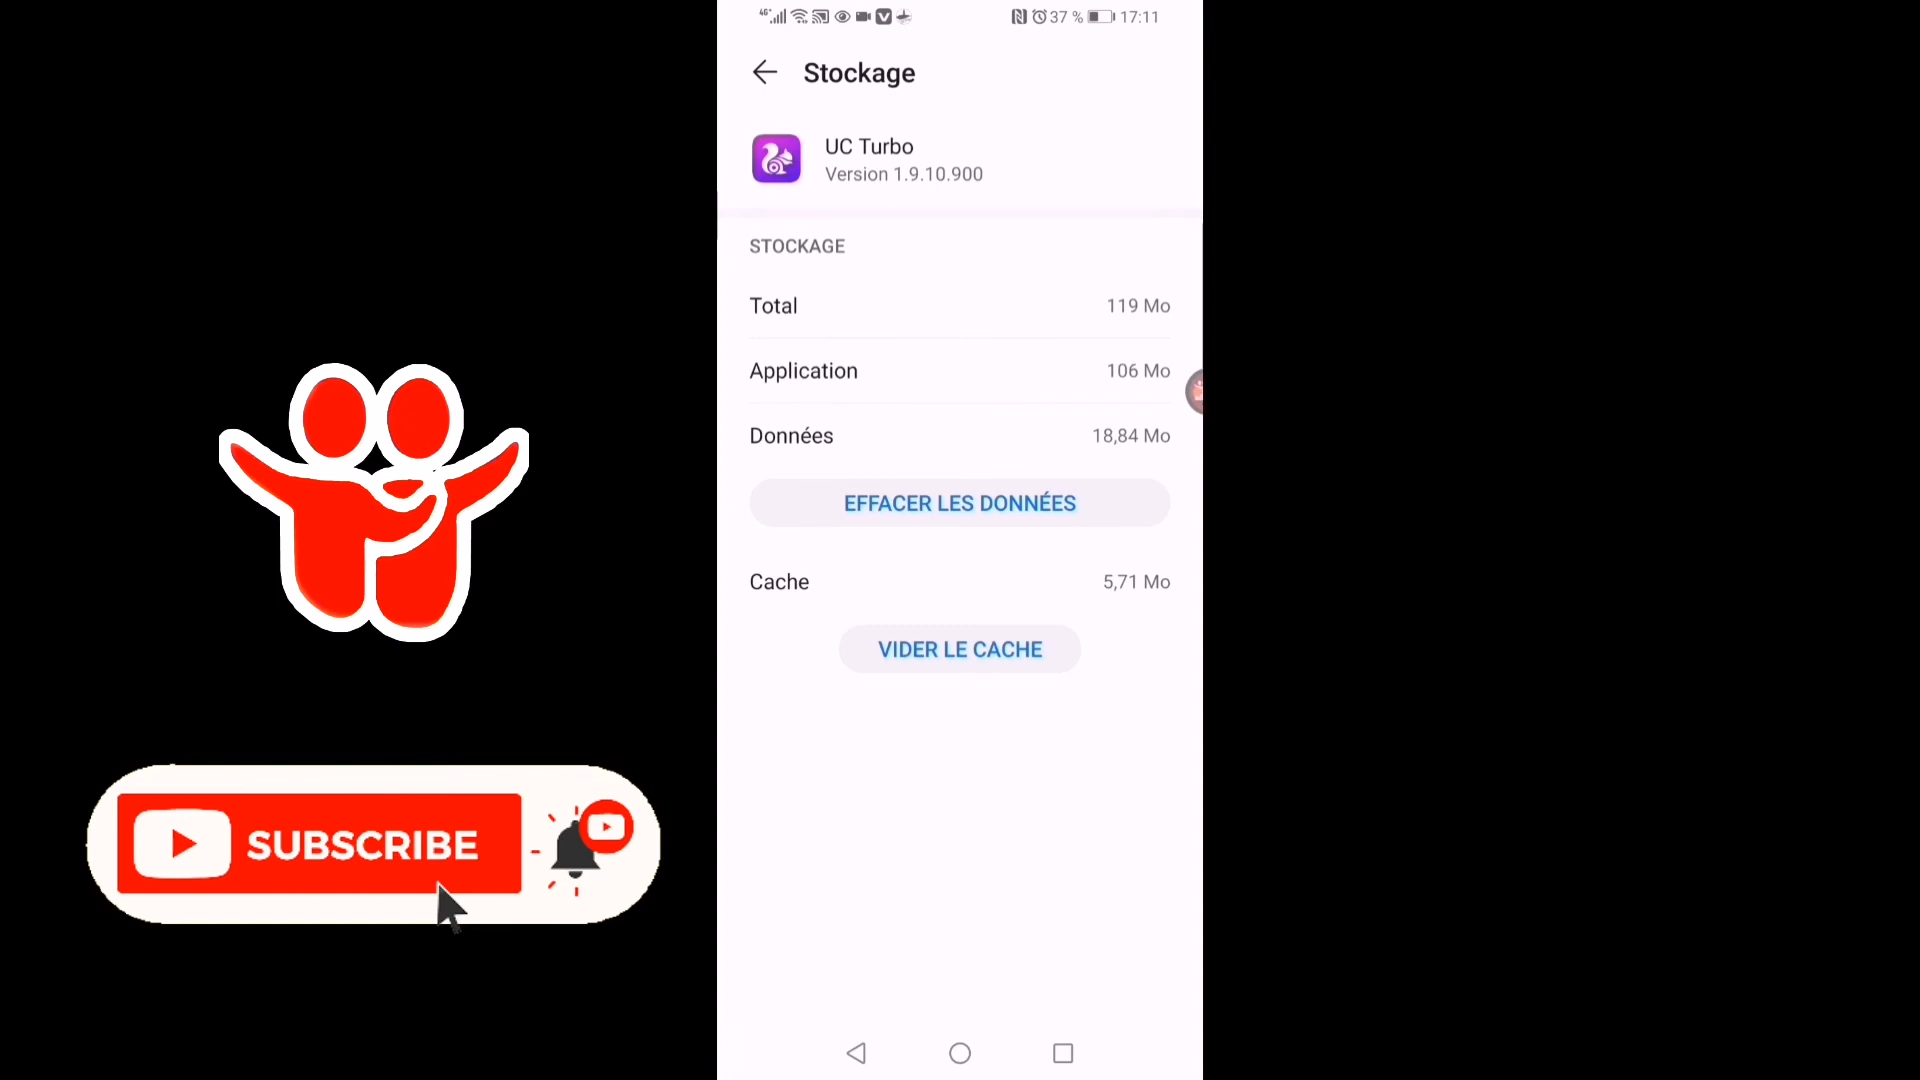 4G+ 37 % 17:11
Stockage
UC Turbo
Version 1.9.10.900
STOCKAGE
Total 119 Mo
Application 106 Mo
Données 18,84 Mo
EFFACER LES DONNÉES
Cache 5,71 Mo
VIDER LE CACHE
SUBSCRIBE